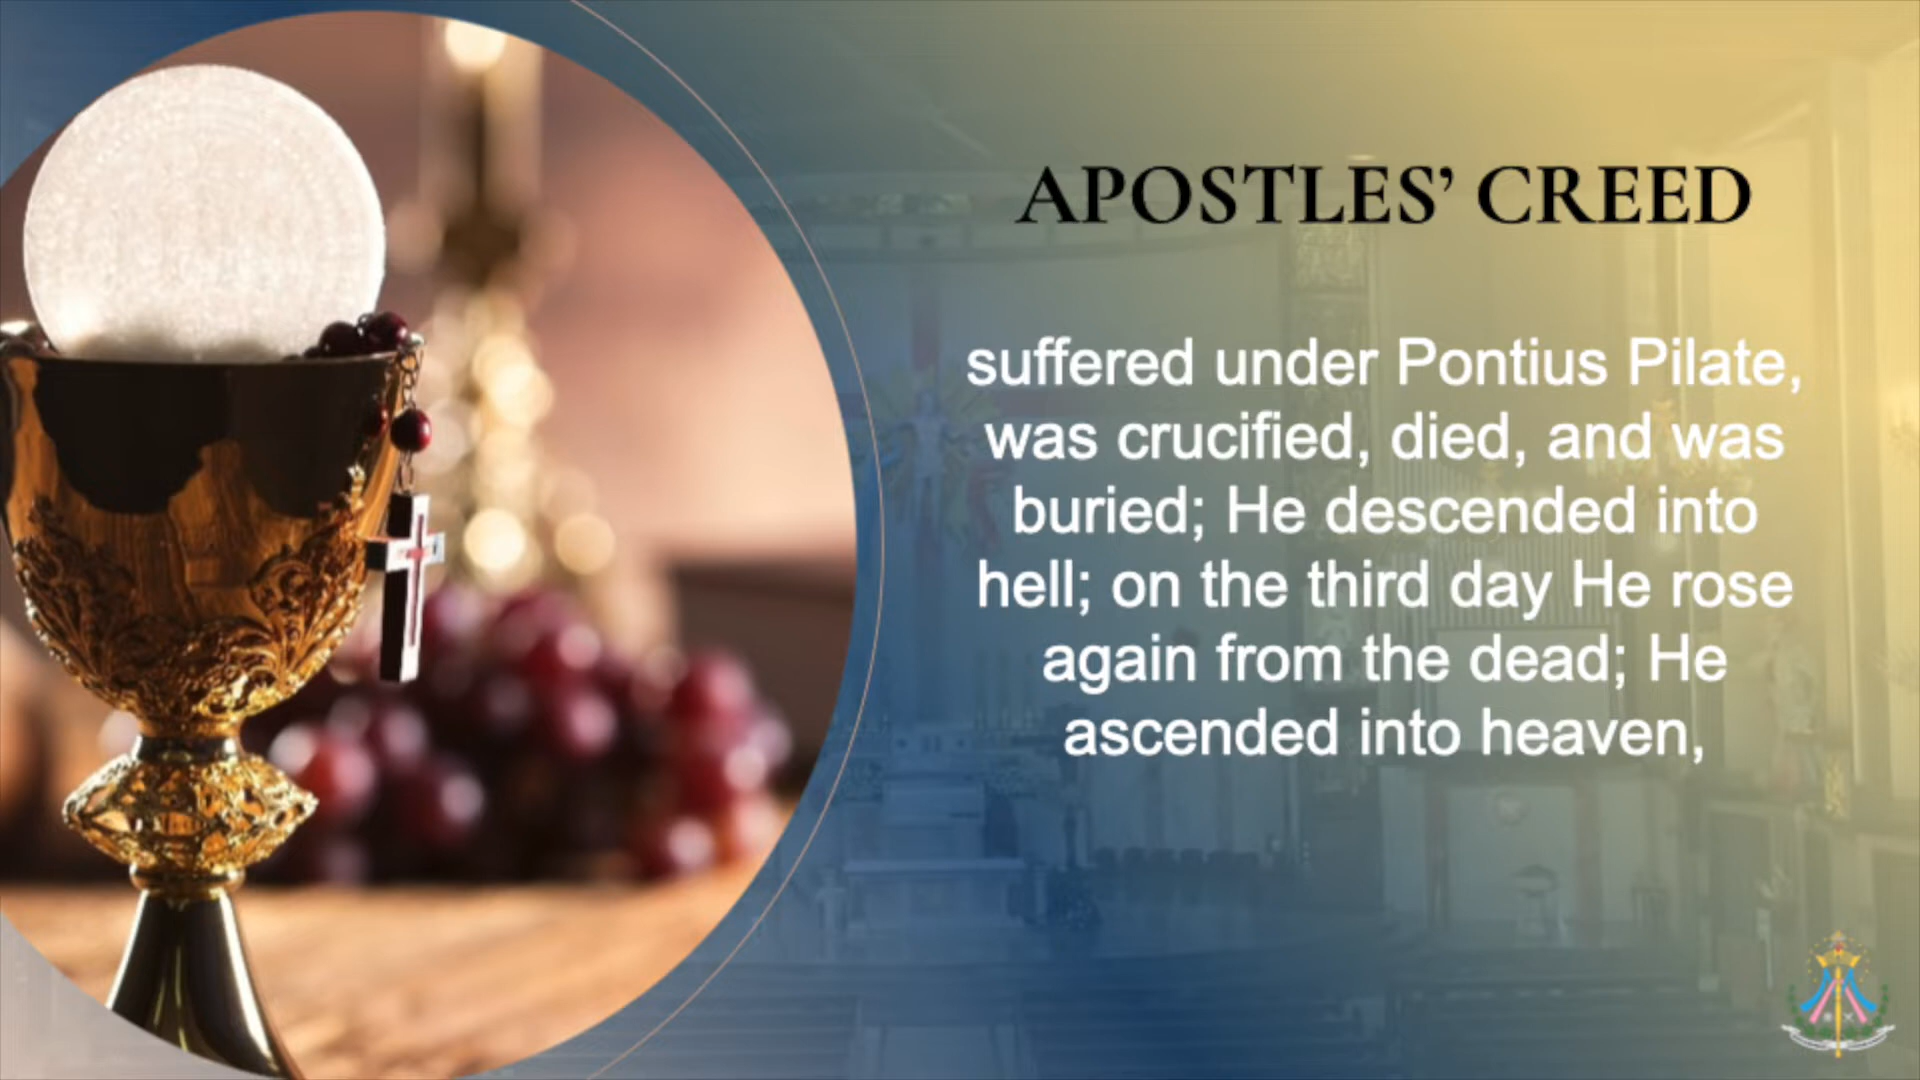 APOSTLES’ CREED
suffered under Pontius Pilate,
was crucified, died, and was
buried; He descended into
hell; on the third day He rose
again from the dead; He
ascended into heaven,